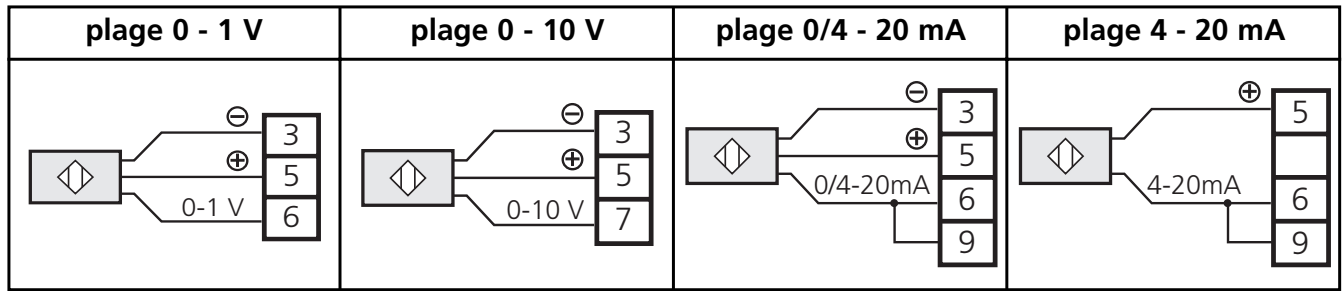 plage 0 - 1 V
⊖ 3
⊕ 5
0-1 V 6
plage 0 - 10 V
⊖ 3
⊕ 5
0-10 V 7
plage 0/4 - 20 mA
⊖ 3
⊕ 5
0/4-20mA 6
9
plage 4 - 20 mA
⊕ 5
4-20mA 6
9